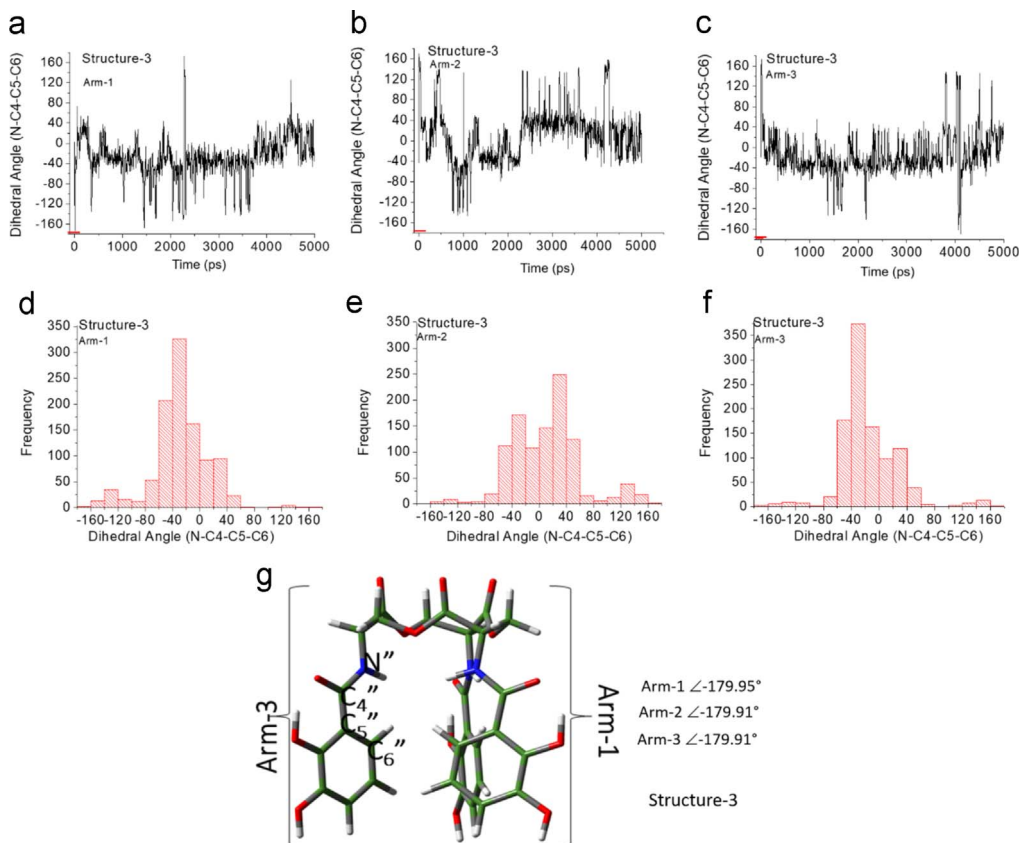 a
Structure-3
Arm-1
Dihedral Angle (N-C4-C5-C6)
160
120
80
40
0
-40
-80
-120
-160
0 1000 2000 3000 4000 5000
Time (ps)
b
Structure-3
Arm-2
Dihedral Angle (N-C4-C5-C6)
160
120
80
40
0
-40
-80
-120
-160
0 1000 2000 3000 4000 5000
Time (ps)
c
Structure-3
Arm-3
Dihedral Angle (N-C4-C5-C6)
160
120
80
40
0
-40
-80
-120
-160
0 1000 2000 3000 4000 5000
Time (ps)
d
Structure-3
Arm-1
Frequency
350
300
250
200
150
100
50
0
-160 -120 -80 -40 0 40 80 120 160
Dihedral Angle (N-C4-C5-C6)
e
Structure-3
Arm-2
Frequency
350
300
250
200
150
100
50
0
-160 -120 -80 -40 0 40 80 120 160
Dihedral Angle (N-C4-C5-C6)
f
Structure-3
Arm-3
Frequency
350
300
250
200
150
100
50
0
-160 -120 -80 -40 0 40 80 120 160
Dihedral Angle (N-C4-C5-C6)
g
Arm-3
N”
C₄”
C₅”
C₆”
Arm-1
Arm-1 ∠-179.95°
Arm-2 ∠-179.91°
Arm-3 ∠-179.91°
Structure-3